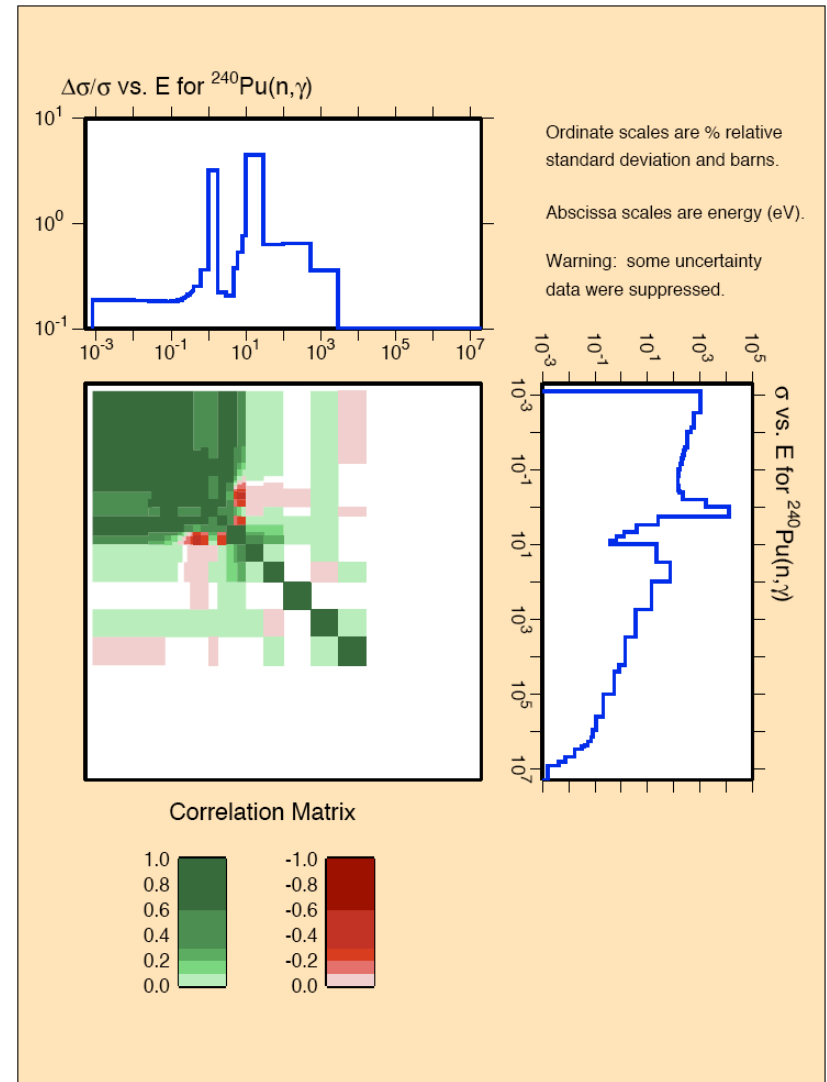 Δσ/σ vs. E for ²⁴⁰Pu(n,γ)
10¹
10⁰
10⁻¹
10⁻³ 10⁻¹ 10¹ 10³ 10⁵ 10⁷
Ordinate scales are % relative
standard deviation and barns.
Abscissa scales are energy (eV).
Warning: some uncertainty
data were suppressed.
10⁻³ 10⁻¹ 10¹ 10³ 10⁵
σ vs. E for ²⁴⁰Pu(n,γ)
10⁻³
10⁻¹
10¹
10³
10⁵
10⁷
Correlation Matrix
1.0 -1.0
0.8 -0.8
0.6 -0.6
0.4 -0.4
0.2 -0.2
0.0 0.0